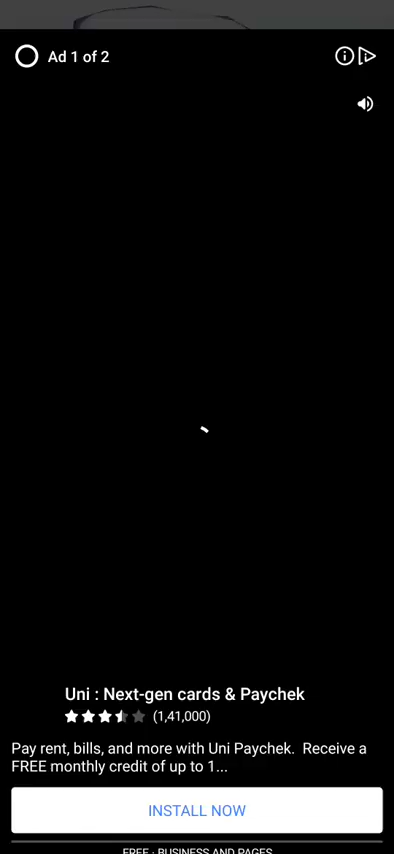 Ad 1 of 2
Uni : Next-gen cards & Paychek
(1,41,000)
Pay rent, bills, and more with Uni Paychek. Receive a
FREE monthly credit of up to 1...
INSTALL NOW
FREE · BUSINESS AND PAGES